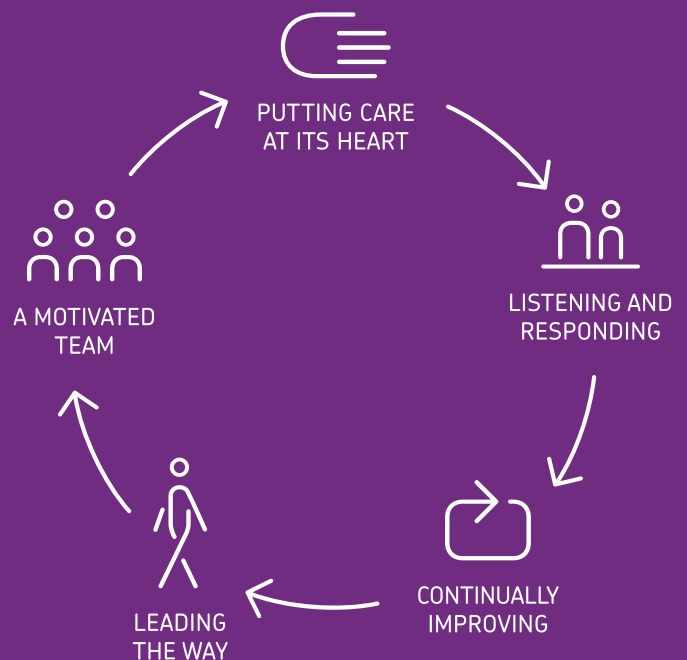 PUTTING CARE
AT ITS HEART
LISTENING AND
RESPONDING
CONTINUALLY
IMPROVING
LEADING
THE WAY
A MOTIVATED
TEAM